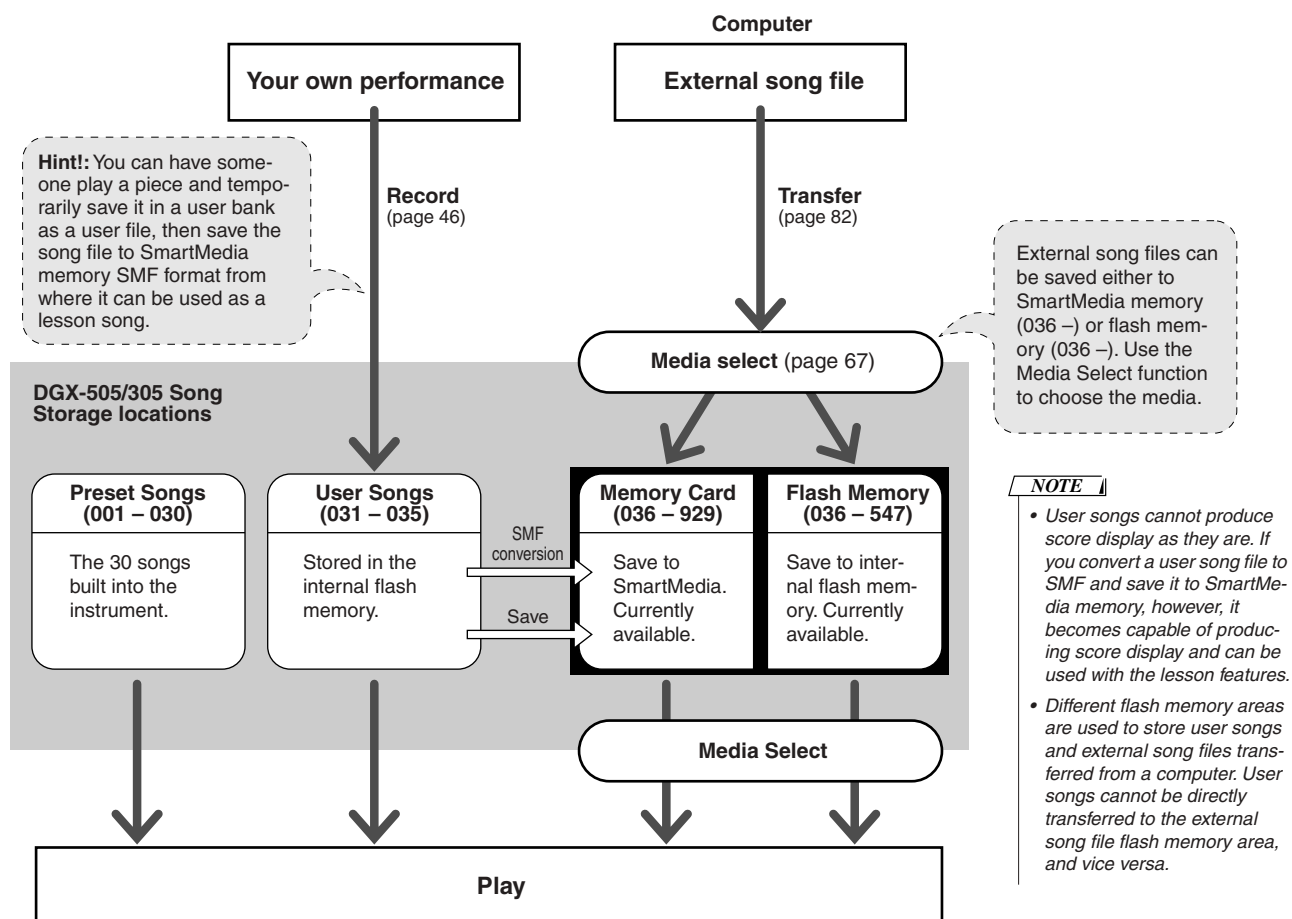 Computer
Your own performance
External song file
Hint!: You can have some-
one play a piece and tempo-
rarily save it in a user bank
as a user file, then save the
song file to SmartMedia
memory SMF format from
where it can be used as a
lesson song.
Record
(page 46)
Transfer
(page 82)
External song files can
be saved either to
SmartMedia memory
(036 –) or flash mem-
ory (036 –). Use the
Media Select function
to choose the media.
Media select (page 67)
DGX-505/305 Song
Storage locations
Preset Songs
(001 – 030)
The 30 songs
built into the
instrument.
User Songs
(031 – 035)
Stored in the
internal flash
memory.
SMF
conversion
Save
Memory Card
(036 – 929)
Save to
SmartMedia.
Currently
available.
Flash Memory
(036 – 547)
Save to inter-
nal flash mem-
ory. Currently
available.
NOTE
• User songs cannot produce
score display as they are. If
you convert a user song file to
SMF and save it to SmartMe-
dia memory, however, it
becomes capable of produc-
ing score display and can be
used with the lesson features.
• Different flash memory areas
are used to store user songs
and external song files trans-
ferred from a computer. User
songs cannot be directly
transferred to the external
song file flash memory area,
and vice versa.
Media Select
Play